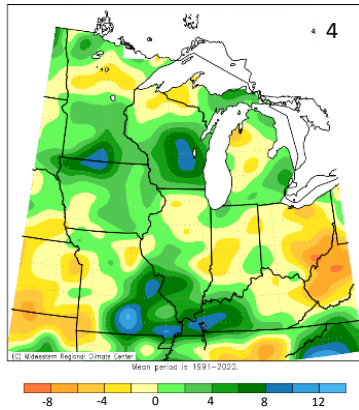 4
(C) Midwestern Regional Climate Center
Mean period is 1991-2020.
-8 -4 0 4 8 12